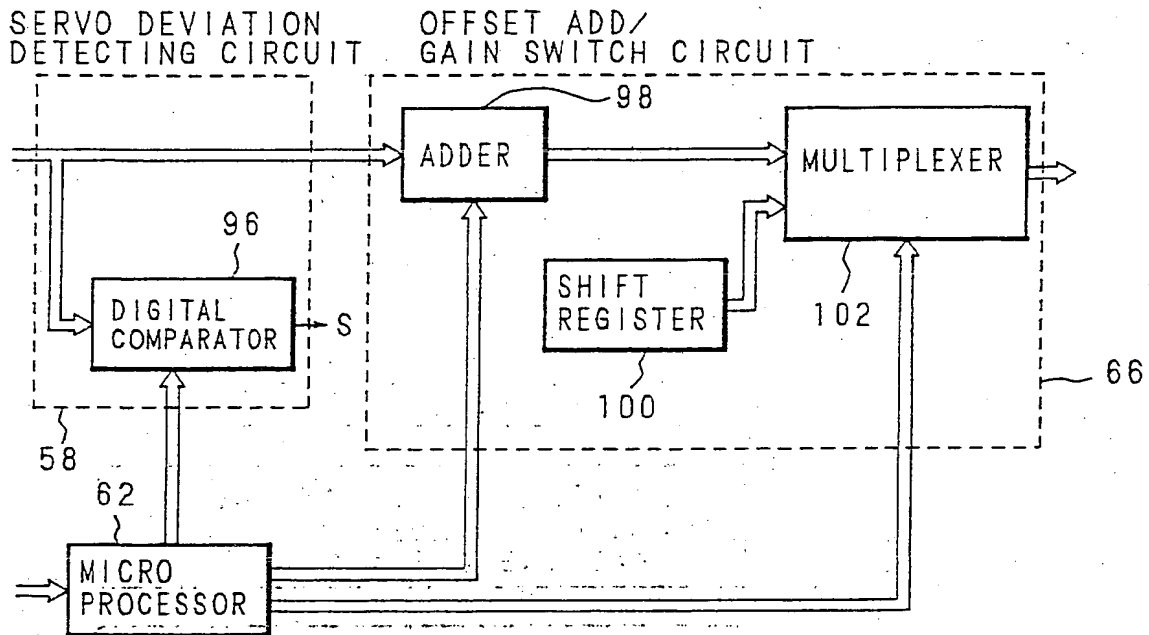 SERVO DEVIATION
DETECTING CIRCUIT
OFFSET ADD/
GAIN SWITCH CIRCUIT
98
ADDER
MULTIPLEXER
96
DIGITAL
COMPARATOR
S
SHIFT
REGISTER
102
100
66
58
62
MICRO
PROCESSOR